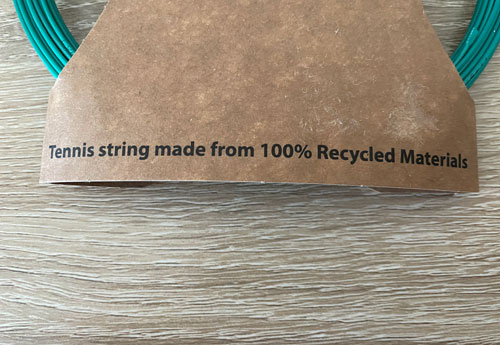 Tennis string made from 100% Recycled Materials